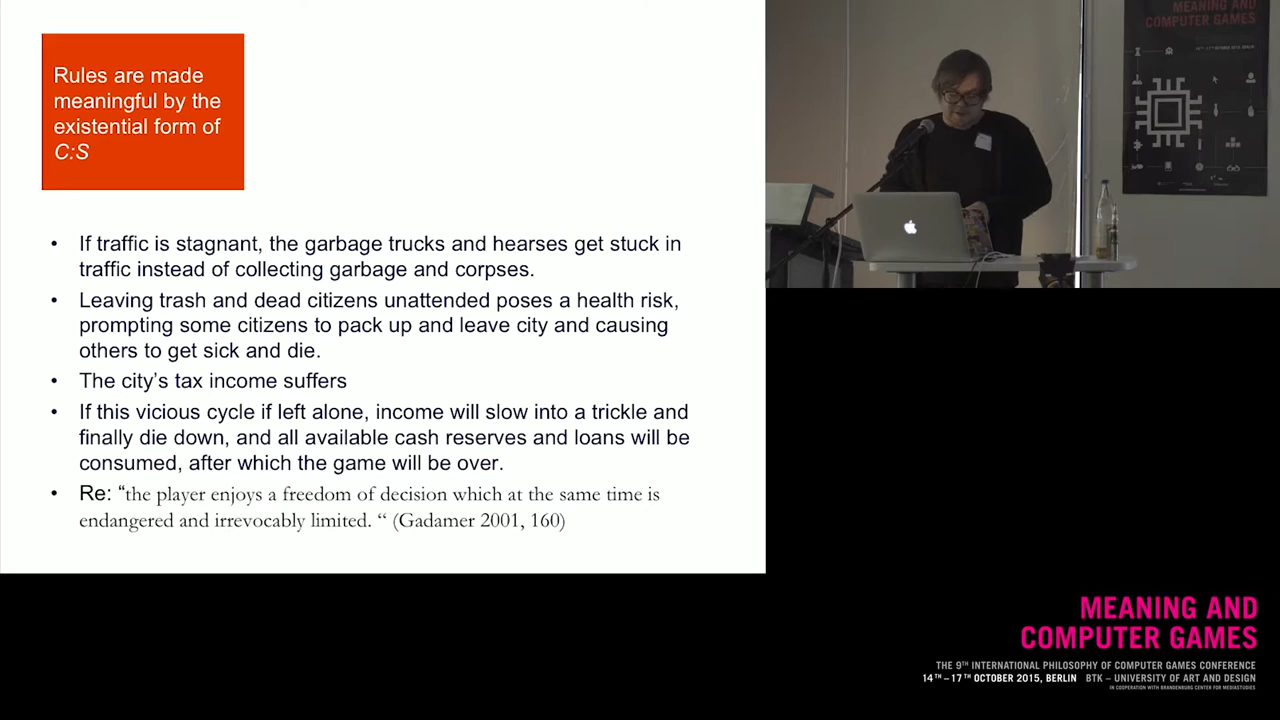 Rules are made
meaningful by the
existential form of
C:S
• If traffic is stagnant, the garbage trucks and hearses get stuck in
traffic instead of collecting garbage and corpses.
• Leaving trash and dead citizens unattended poses a health risk,
prompting some citizens to pack up and leave city and causing
others to get sick and die.
• The city’s tax income suffers
• If this vicious cycle if left alone, income will slow into a trickle and
finally die down, and all available cash reserves and loans will be
consumed, after which the game will be over.
• Re: “the player enjoys a freedom of decision which at the same time is
endangered and irrevocably limited. “ (Gadamer 2001, 160)
MEANING AND
COMPUTER GAMES
MEANING AND
COMPUTER GAMES
THE 9TH INTERNATIONAL PHILOSOPHY OF COMPUTER GAMES CONFERENCE
14TH – 17TH OCTOBER 2015, BERLIN BTK – UNIVERSITY OF ART AND DESIGN
IN COOPERATION WITH BRANDENBURG CENTER FOR MEDIASTUDIES